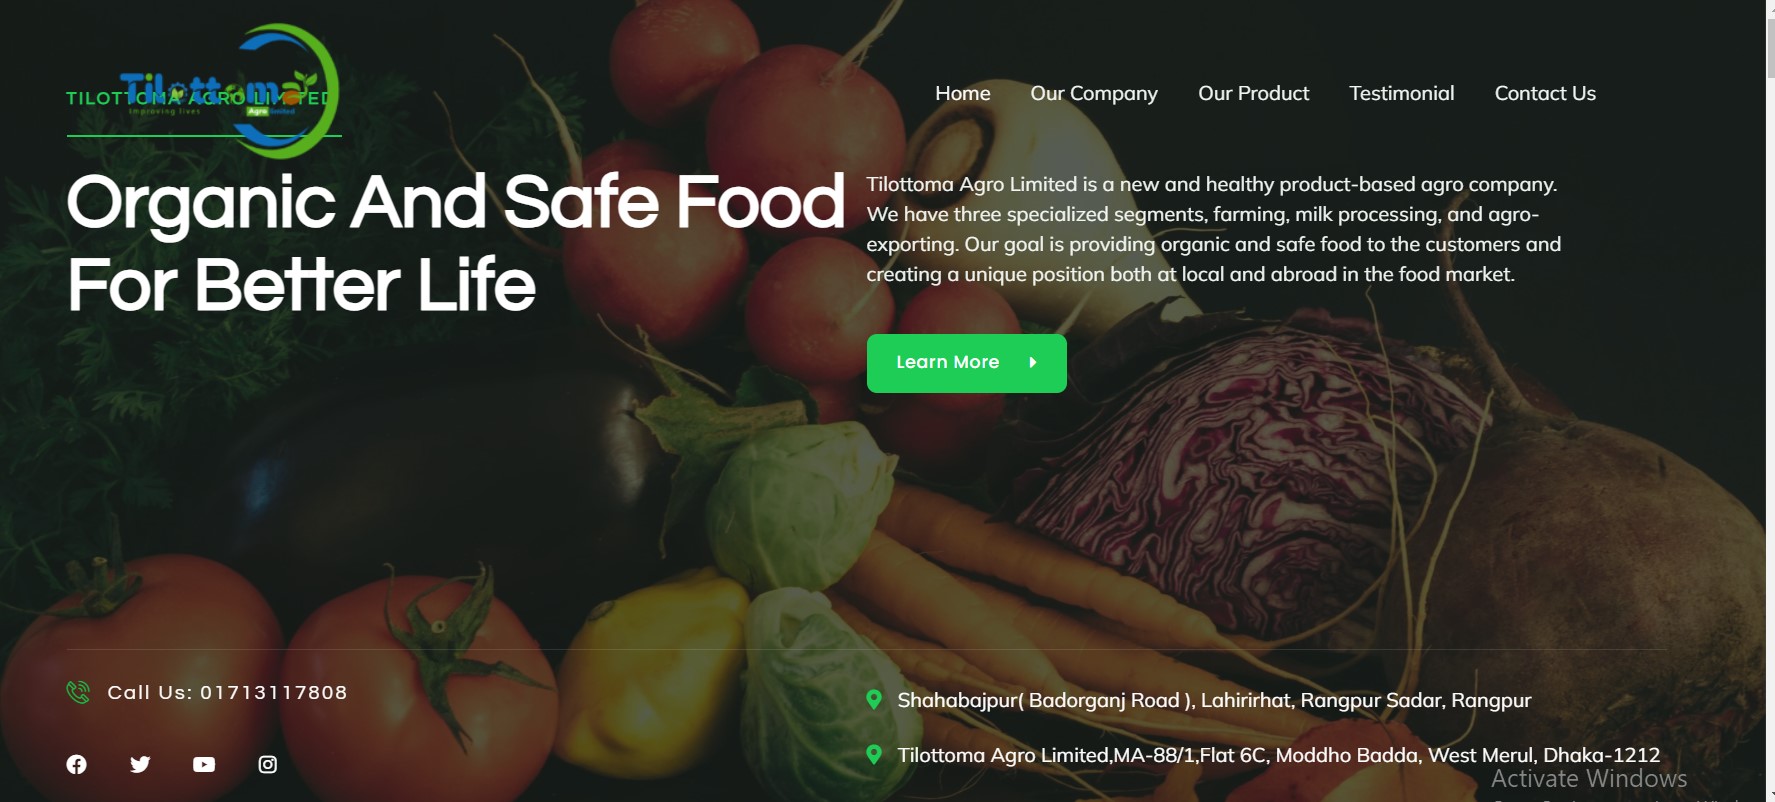 Tilottoma
Improving lives
Agro limited
TILOTTOMA AGRO LIMITED
Home Our Company Our Product Testimonial Contact Us
Organic And Safe Food
For Better Life
Tilottoma Agro Limited is a new and healthy product-based agro company.
We have three specialized segments, farming, milk processing, and agro-
exporting. Our goal is providing organic and safe food to the customers and
creating a unique position both at local and abroad in the food market.
Learn More
Call Us: 01713117808
Shahabajpur( Badorganj Road ), Lahirirhat, Rangpur Sadar, Rangpur
Tilottoma Agro Limited,MA-88/1,Flat 6C, Moddho Badda, West Merul, Dhaka-1212
Activate Windows